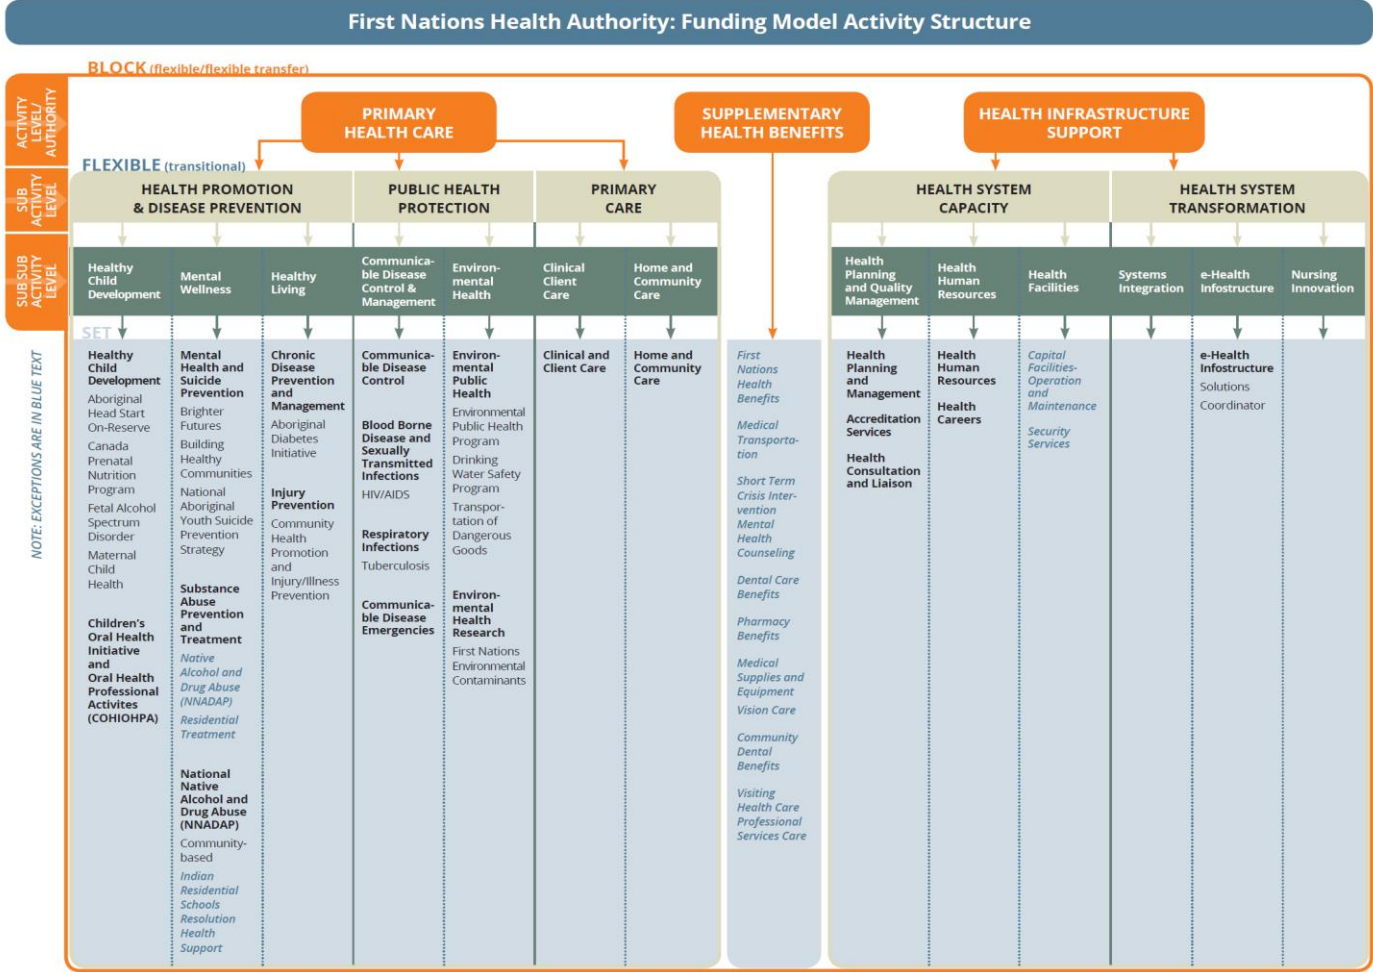 First Nations Health Authority: Funding Model Activity Structure
BLOCK (flexible/flexible transfer)
ACTIVITY
LEVEL/
AUTHORITY
PRIMARY
HEALTH CARE
SUPPLEMENTARY
HEALTH BENEFITS
HEALTH INFRASTRUCTURE
SUPPORT
FLEXIBLE (transitional)
SUB
ACTIVITY
LEVEL
HEALTH PROMOTION
& DISEASE PREVENTION
PUBLIC HEALTH
PROTECTION
PRIMARY
CARE
HEALTH SYSTEM
CAPACITY
HEALTH SYSTEM
TRANSFORMATION
SUBSUB
ACTIVITY
LEVEL
Healthy
Child
Development
Mental
Wellness
Healthy
Living
Communica-
ble Disease
Control &
Management
Environ-
mental
Health
Clinical
Client
Care
Home and
Community
Care
Health
Planning
and Quality
Management
Health
Human
Resources
Health
Facilities
Systems
Integration
e-Health
Infostructure
Nursing
Innovation
SET
NOTE: EXCEPTIONS ARE IN BLUE TEXT
Healthy
Child
Development
Aboriginal
Head Start
On-Reserve
Canada
Prenatal
Nutrition
Program
Fetal Alcohol
Spectrum
Disorder
Maternal
Child
Health
Children's
Oral Health
Initiative
and
Oral Health
Professional
Activites
(COHIOHPA)
Mental
Health and
Suicide
Prevention
Brighter
Futures
Building
Healthy
Communities
National
Aboriginal
Youth Suicide
Prevention
Strategy
Substance
Abuse
Prevention
and
Treatment
Native
Alcohol and
Drug Abuse
(NNADAP)
Residential
Treatment
National
Native
Alcohol and
Drug Abuse
(NNADAP)
Community-
based
Indian
Residential
Schools
Resolution
Health
Support
Chronic
Disease
Prevention
and
Management
Aboriginal
Diabetes
Initiative
Injury
Prevention
Community
Health
Promotion
and
Injury/Illness
Prevention
Communica-
ble Disease
Control
Blood Borne
Disease and
Sexually
Transmitted
Infections
HIV/AIDS
Respiratory
Infections
Tuberculosis
Communica-
ble Disease
Emergencies
Environ-
mental
Public
Health
Environmental
Public Health
Program
Drinking
Water Safety
Program
Transpor-
tation of
Dangerous
Goods
Environ-
mental
Health
Research
First Nations
Environmental
Contaminants
Clinical and
Client Care
Home and
Community
Care
First
Nations
Health
Benefits
Medical
Transporta-
tion
Short Term
Crisis Inter-
vention
Mental
Health
Counseling
Dental Care
Benefits
Pharmacy
Benefits
Medical
Supplies and
Equipment
Vision Care
Community
Dental
Benefits
Visiting
Health Care
Professional
Services Care
Health
Planning
and
Management
Accreditation
Services
Health
Consultation
and Liaison
Health
Human
Resources
Health
Careers
Capital
Facilities-
Operation
and
Maintenance
Security
Services
e-Health
Infostructure
Solutions
Coordinator